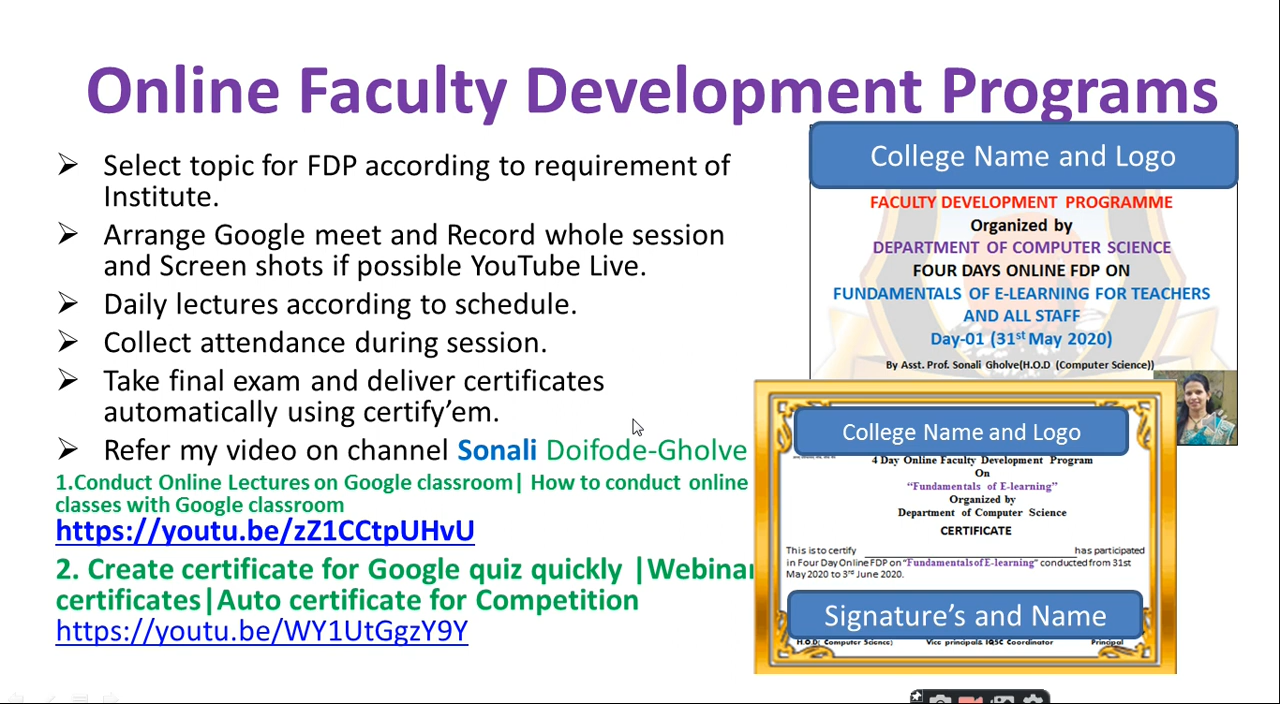 Online Faculty Development Programs
➢ Select topic for FDP according to requirement of
Institute.
➢ Arrange Google meet and Record whole session
and Screen shots if possible YouTube Live.
➢ Daily lectures according to schedule.
➢ Collect attendance during session.
➢ Take final exam and deliver certificates
automatically using certify’em.
➢ Refer my video on channel Sonali Doifode-Gholve
1.Conduct Online Lectures on Google classroom| How to conduct online
classes with Google classroom
https://youtu.be/zZ1CCtpUHvU
2. Create certificate for Google quiz quickly |Webinar
certificates|Auto certificate for Competition
https://youtu.be/WY1UtGgzY9Y
College Name and Logo
FACULTY DEVELOPMENT PROGRAMME
Organized by
DEPARTMENT OF COMPUTER SCIENCE
FOUR DAYS ONLINE FDP ON
FUNDAMENTALS OF E-LEARNING FOR TEACHERS
AND ALL STAFF
Day-01 (31st May 2020)
By Asst. Prof. Sonali Gholve(H.O.D (Computer Science))
College Name and Logo
4 Day Online Faculty Development Program
On
“Fundamentals of E-learning”
Organized by
Department of Computer Science
CERTIFICATE
This is to certify ____________________ has participated
in Four Day Online FDP on “Fundamentals of E-learning” conducted from 31st
May 2020 to 3rd June 2020.
Signature’s and Name
H.O.D( Computer Science) Vice principal& IQSC Coordinator Principal